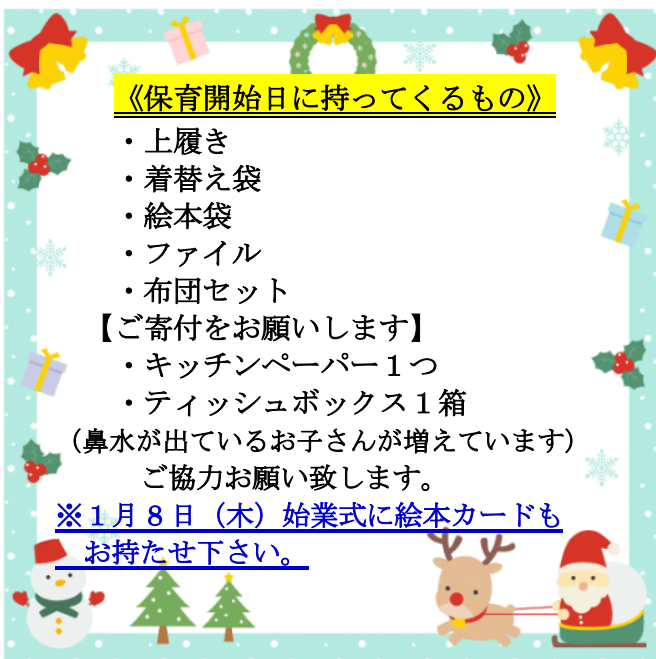 《保育開始日に持ってくるもの》
・上履き
・着替え袋
・絵本袋
・ファイル
・布団セット
【ご寄付をお願いします】
・キッチンペーパー１つ
・ティッシュボックス１箱
（鼻水が出ているお子さんが増えています）
ご協力お願い致します。
※１月８日（木）始業式に絵本カードも
お持たせ下さい。